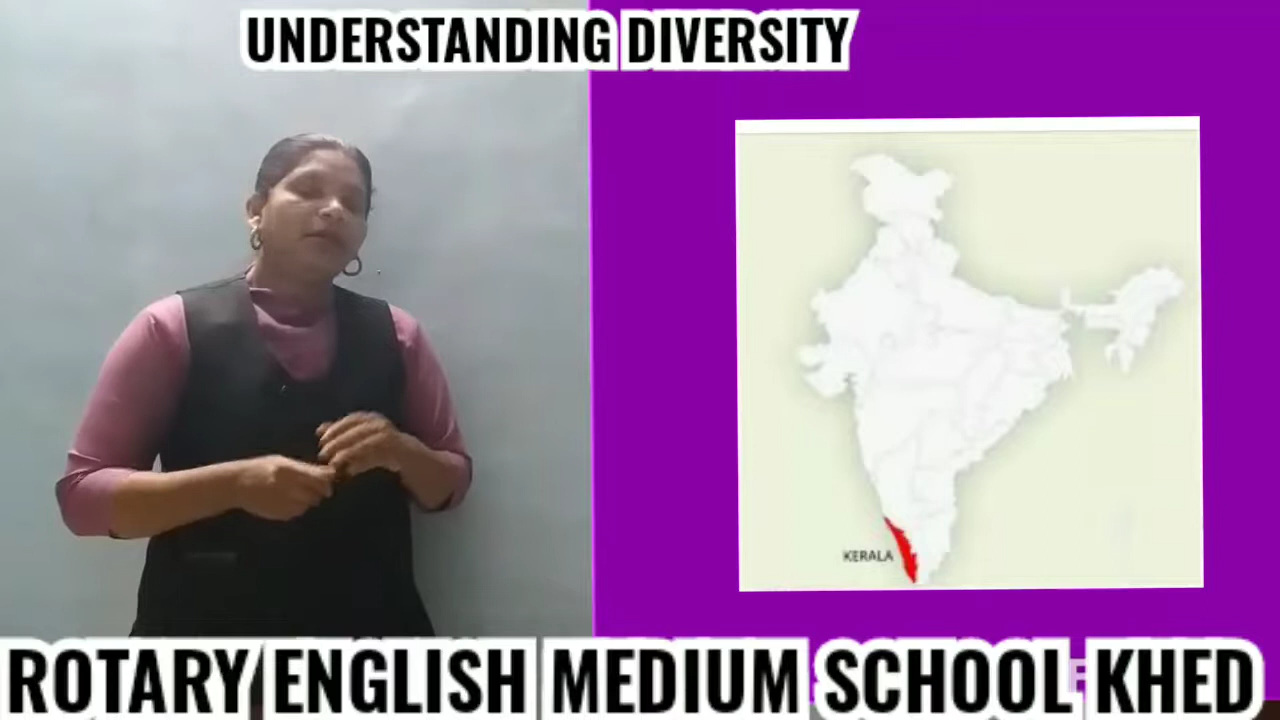 UNDERSTANDING DIVERSITY
KERALA
ROTARY ENGLISH MEDIUM SCHOOL KHED